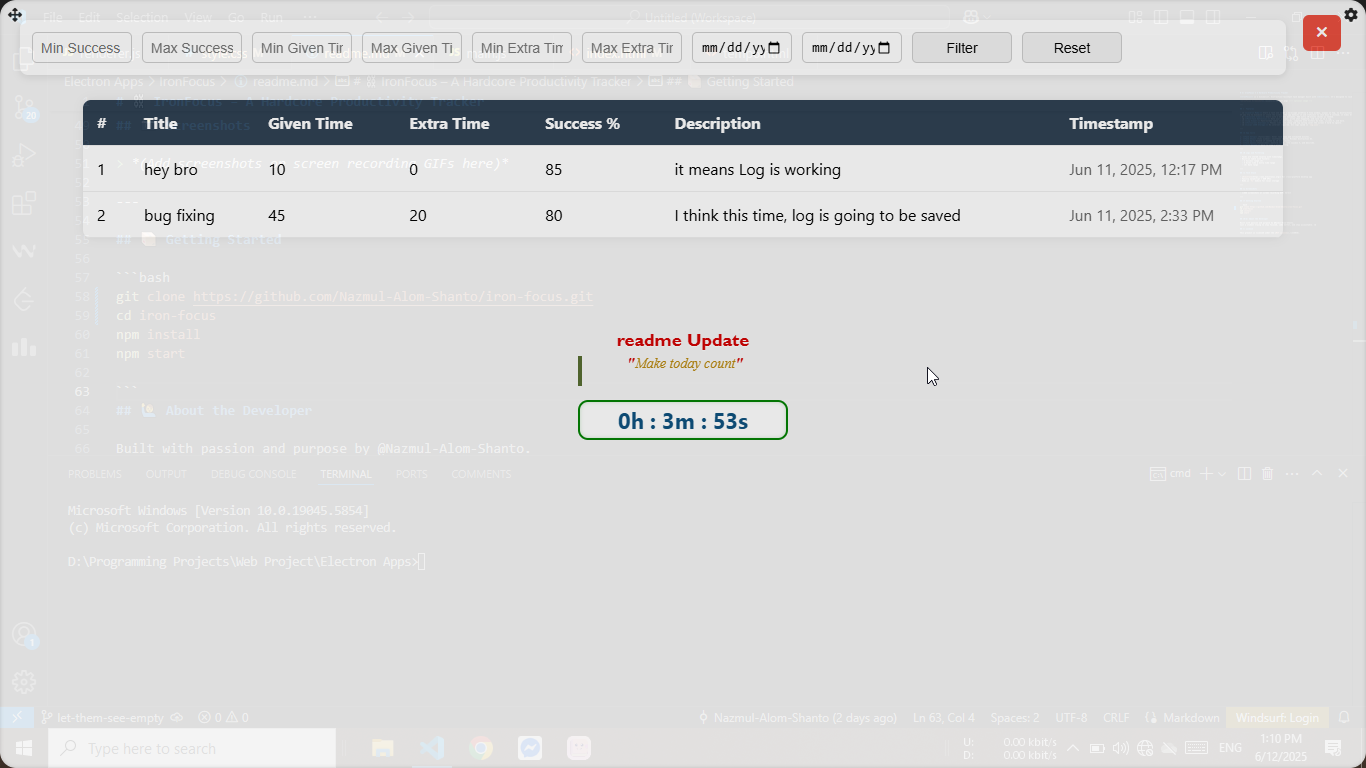 File Edit Selection View Go Run ··· Untitled (Workspace)
Min Success Max Success Min Given Tir Max Given Ti Min Extra Tim Max Extra Tir mm/dd/yy mm/dd/yy Filter Reset ×
Electron Apps > IronFocus > readme.md > # IronFocus – A Hardcore Productivity Tracker > ## Getting Started
# IronFocus - A Hardcore Productivity Tracker
# Title Given Time Extra Time Success % Description Timestamp
1 hey bro 10 0 85 it means Log is working Jun 11, 2025, 12:17 PM
2 bug fixing 45 20 80 I think this time, log is going to be saved Jun 11, 2025, 2:33 PM
55 ## Getting Started
56
57 ```bash
58 git clone https://github.com/Nazmul-Alom-Shanto/iron-focus.git
59 cd iron-focus
60 npm install
61 npm start
62
63 ```
64 ## About the Developer
65
66 Built with passion and purpose by @Nazmul-Alom-Shanto.
readme Update
"Make today count"
0h : 3m : 53s
PROBLEMS OUTPUT DEBUG CONSOLE TERMINAL PORTS COMMENTS cmd
Microsoft Windows [Version 10.0.19045.5854]
(c) Microsoft Corporation. All rights reserved.
D:\Programming Projects\Web Project\Electron Apps>
let-them-see-empty 0 0 Nazmul-Alom-Shanto (2 days ago) Ln 63, Col 4 Spaces: 2 UTF-8 CRLF Markdown Windsurf: Login
Type here to search
U: 0.00 kbit/s
D: 0.00 kbit/s
ENG
1:10 PM
6/12/2025